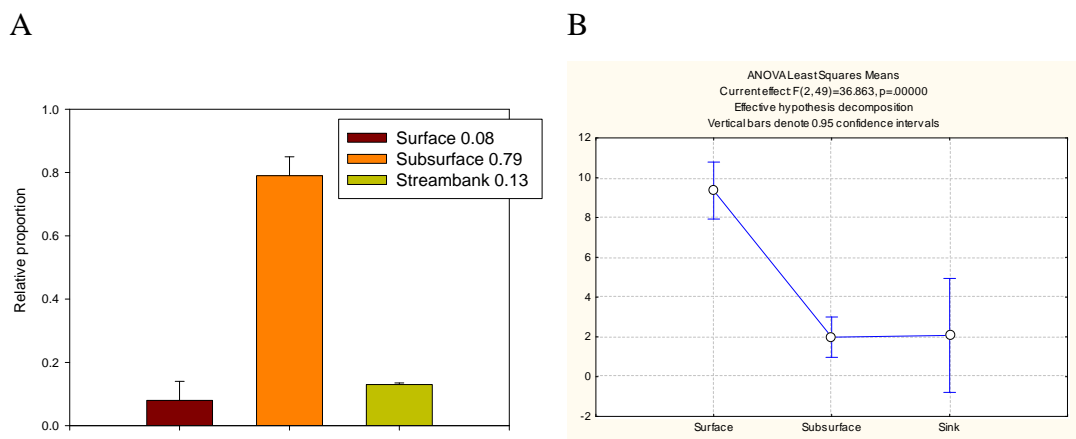 A
B
1.0
0.8
0.6
0.4
0.2
0.0
Relative proportion
Surface 0.08
Subsurface 0.79
Streambank 0.13
ANOVA Least Squares Means
Current effect: F(2, 49)=36.863, p=.00000
Effective hypothesis decomposition
Vertical bars denote 0.95 confidence intervals
12
10
8
6
4
2
0
-2
Surface Subsurface Sink